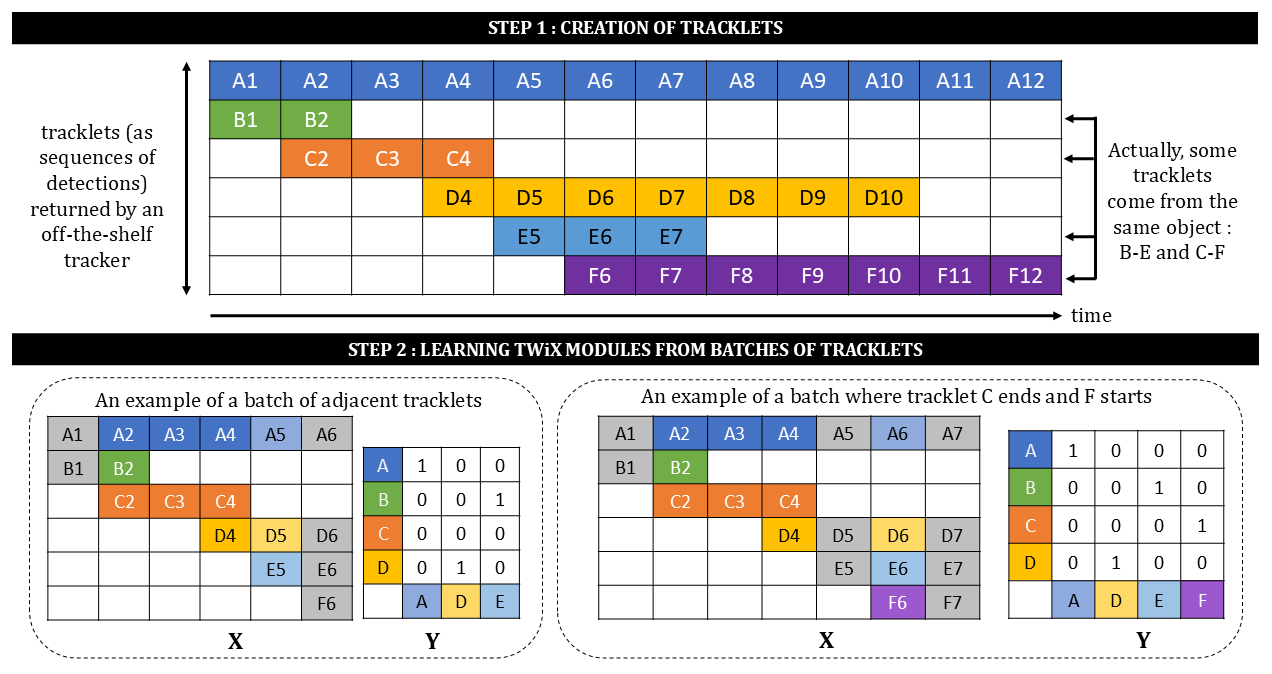 STEP 1 : CREATION OF TRACKLETS
tracklets (as
sequences of
detections)
returned by an
off-the-shelf
tracker
A1 A2 A3 A4 A5 A6 A7 A8 A9 A10 A11 A12
B1 B2
C2 C3 C4
D4 D5 D6 D7 D8 D9 D10
E5 E6 E7
F6 F7 F8 F9 F10 F11 F12
Actually, some
tracklets
come from the
same object :
B-E and C-F
time
STEP 2 : LEARNING TWiX MODULES FROM BATCHES OF TRACKLETS
An example of a batch of adjacent tracklets
A1 A2 A3 A4 A5 A6
B1 B2
C2 C3 C4
D4 D5 D6
E5 E6
F6
X
A 1 0 0
B 0 0 1
C 0 0 0
D 0 1 0
A D E
Y
An example of a batch where tracklet C ends and F starts
A1 A2 A3 A4 A5 A6 A7
B1 B2
C2 C3 C4
D4 D5 D6 D7
E5 E6 E7
F6 F7
X
A 1 0 0 0
B 0 0 1 0
C 0 0 0 1
D 0 1 0 0
A D E F
Y